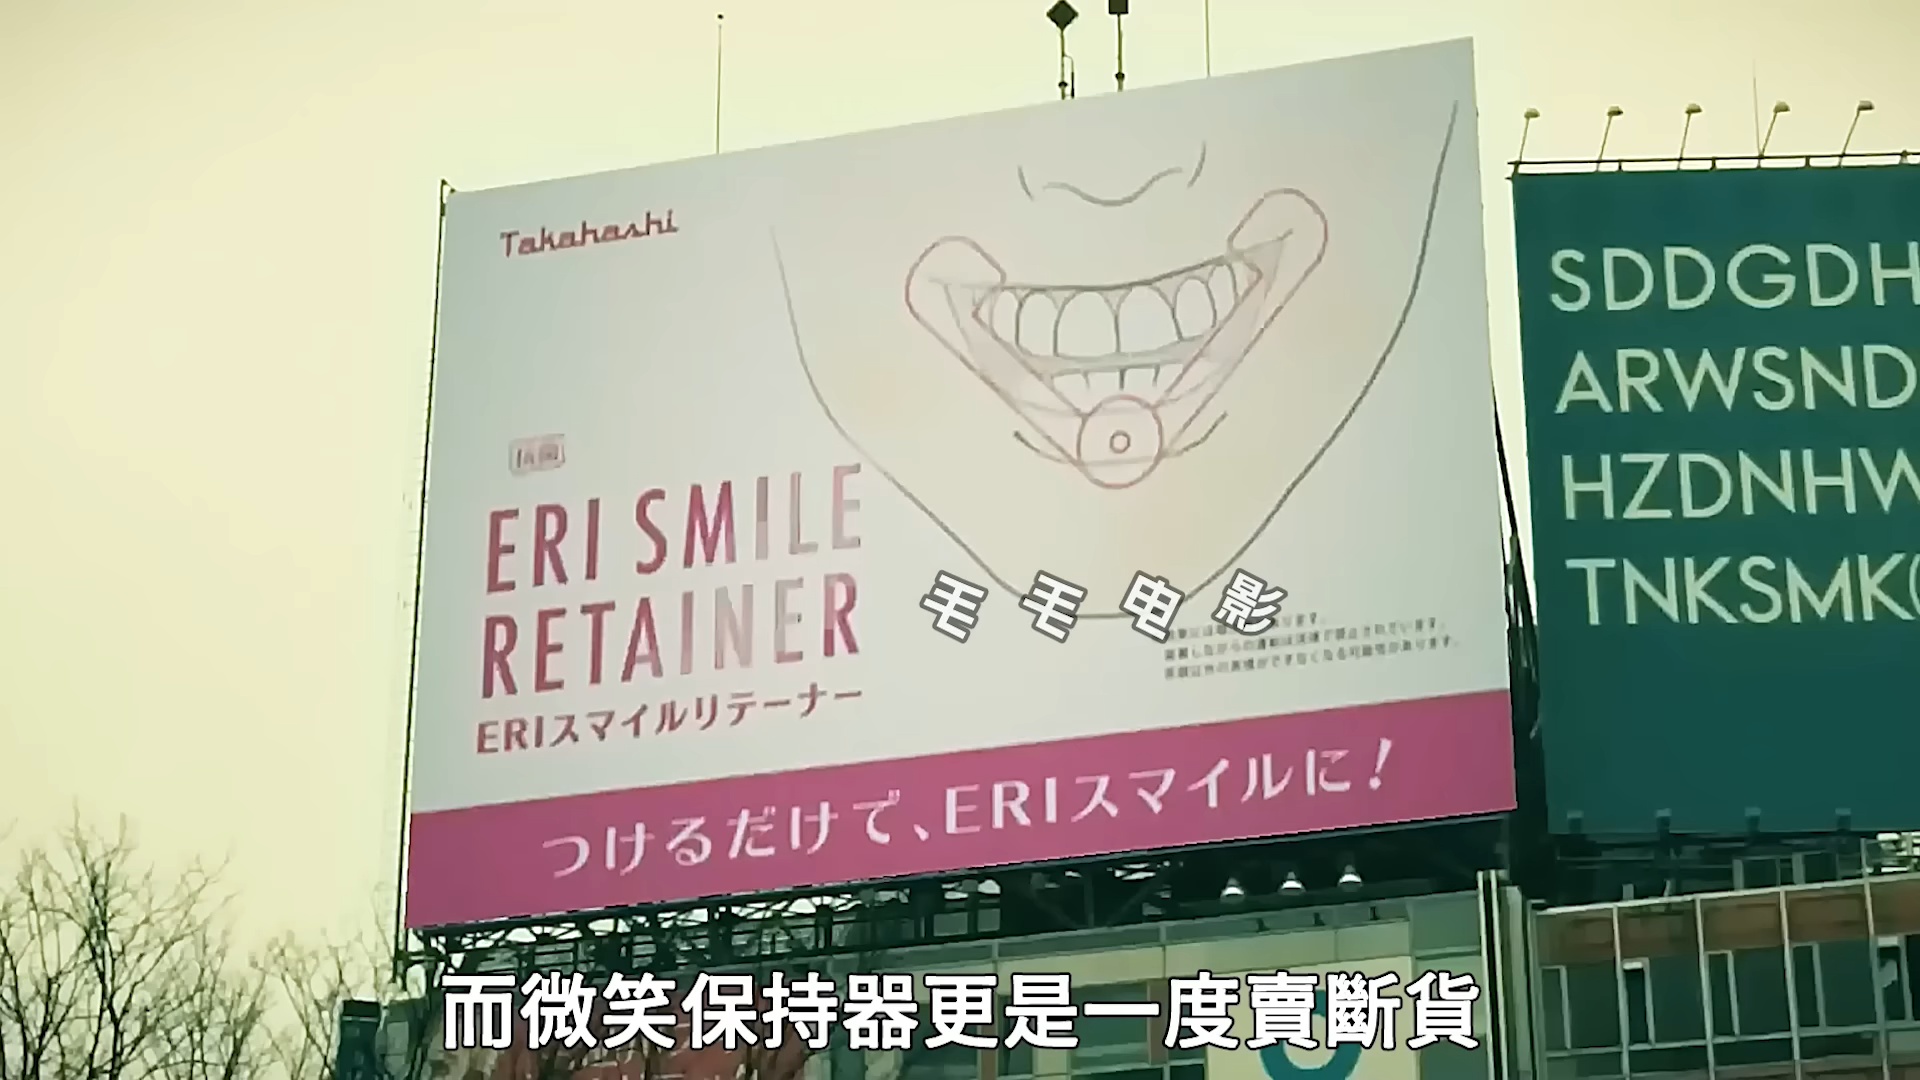 Takahashi
抗菌
ERI SMILE
RETAINER
ERIスマイルリテーナー
つけるだけで、ERIスマイルに!
SDDGDH
ARWSND
HZDNHW
TNKSMK
毛毛电影
而微笑保持器更是一度賣斷貨